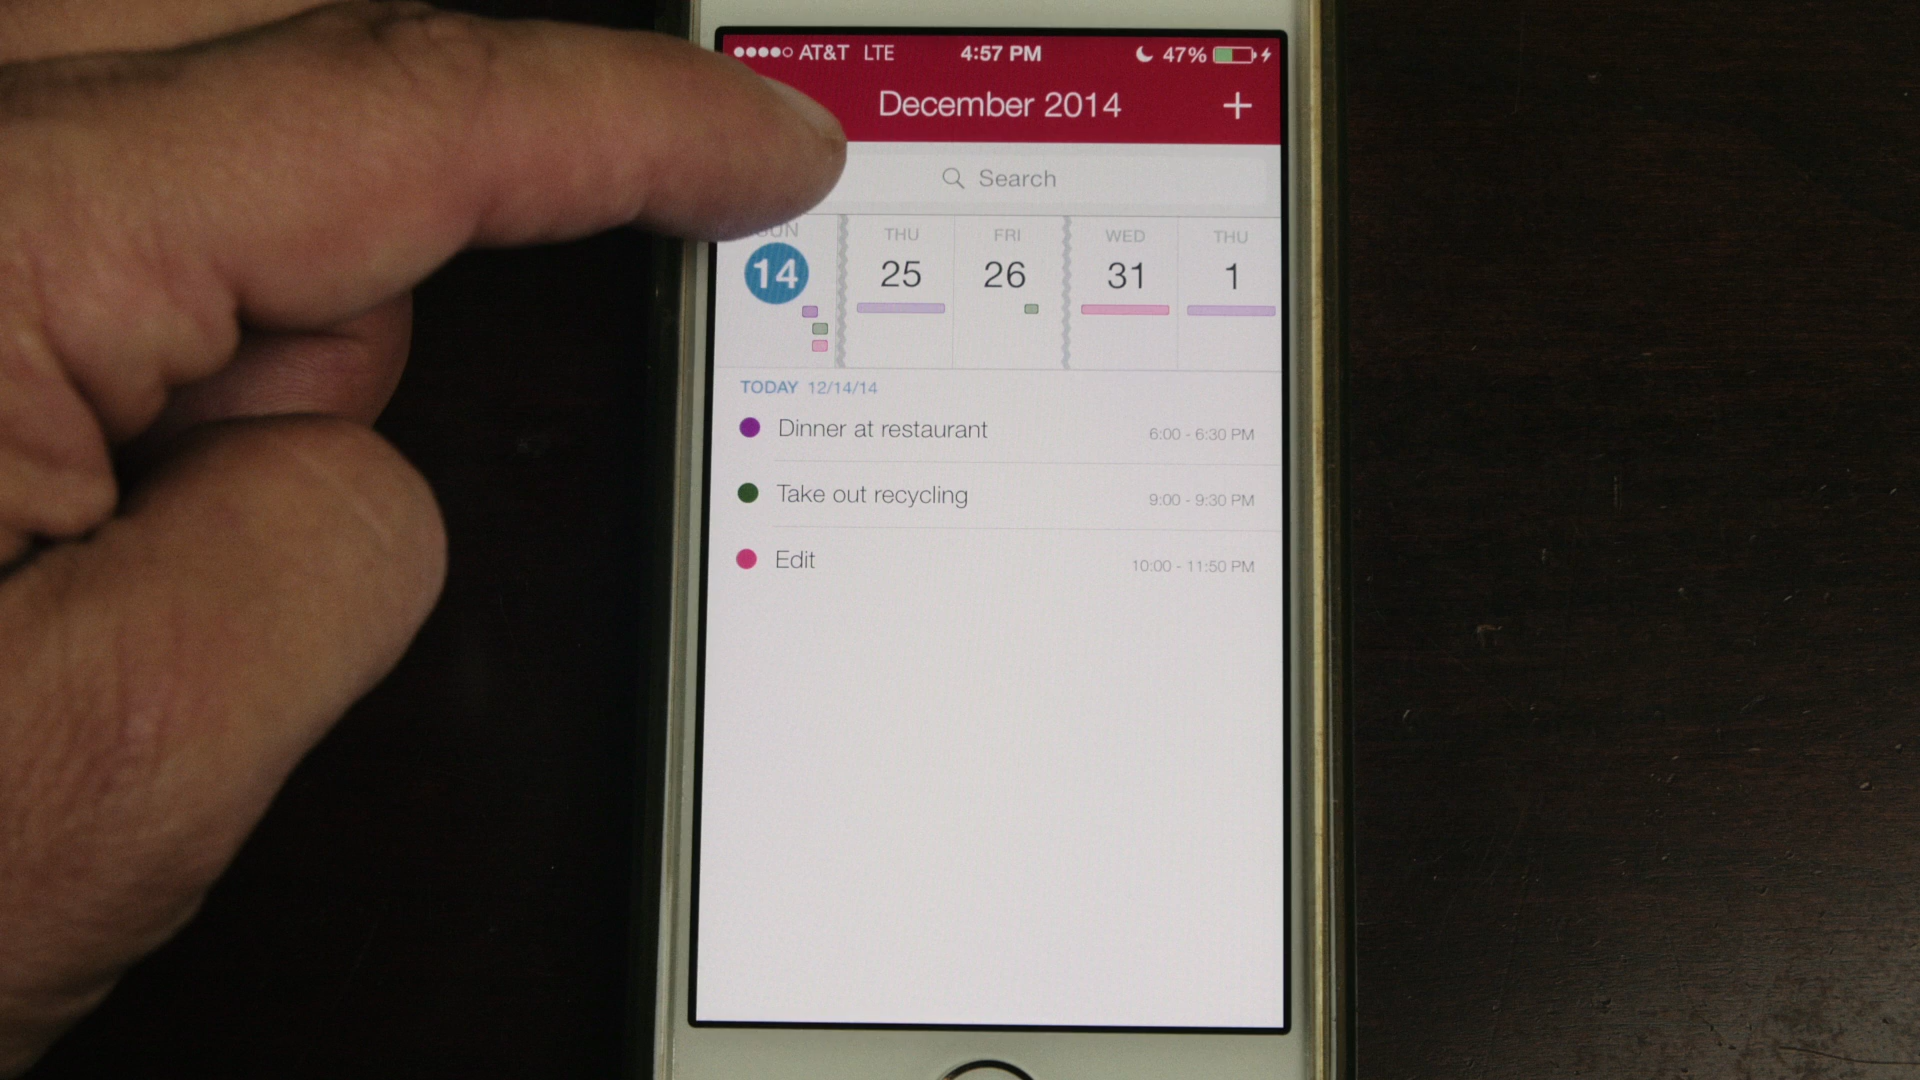 AT&T LTE 4:57 PM 47%
December 2014 +
Search
SUN THU FRI WED THU
14 25 26 31 1
TODAY 12/14/14
Dinner at restaurant 6:00 - 6:30 PM
Take out recycling 9:00 - 9:30 PM
Edit 10:00 - 11:50 PM